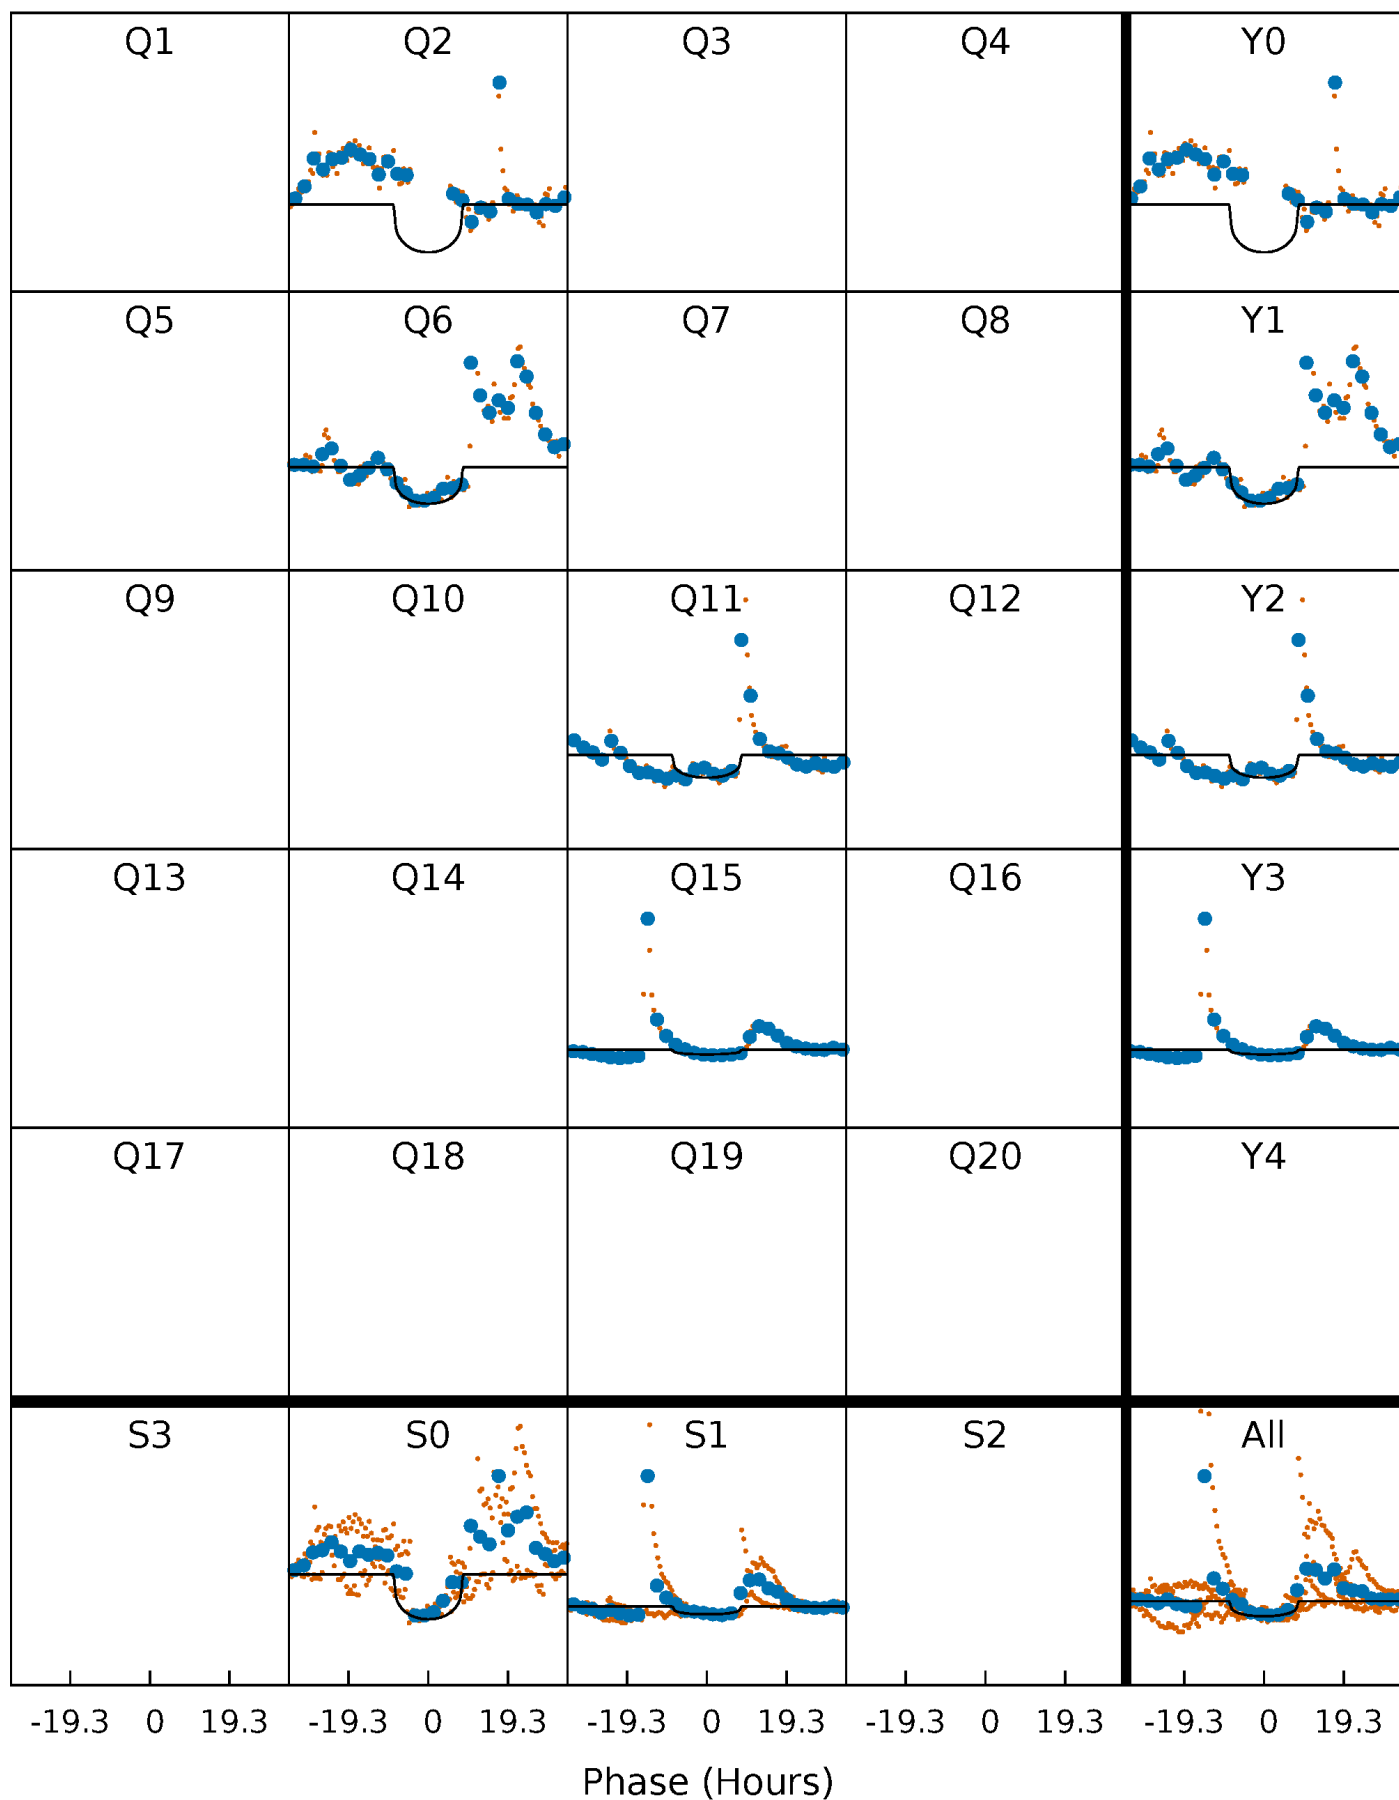 Q1 Q2 Q3 Q4 Y0
Q5 Q6 Q7 Q8 Y1
Q9 Q10 Q11 Q12 Y2
Q13 Q14 Q15 Q16 Y3
Q17 Q18 Q19 Q20 Y4
S3 S0 S1 S2 All
-19.3 0 19.3 -19.3 0 19.3 -19.3 0 19.3 -19.3 0 19.3 -19.3 0 19.3
Phase (Hours)